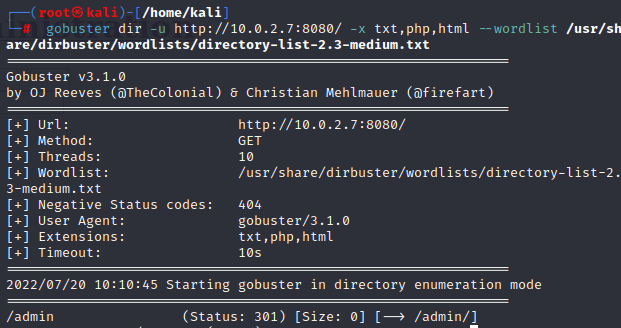 ┌──(root㉿kali)-[/home/kali]
└─# gobuster dir -u http://10.0.2.7:8080/ -x txt,php,html --wordlist /usr/sh
are/dirbuster/wordlists/directory-list-2.3-medium.txt
===============================================================
Gobuster v3.1.0
by OJ Reeves (@TheColonial) & Christian Mehlmauer (@firefart)
===============================================================
[+] Url:                     http://10.0.2.7:8080/
[+] Method:                  GET
[+] Threads:                 10
[+] Wordlist:                /usr/share/dirbuster/wordlists/directory-list-2.
3-medium.txt
[+] Negative Status codes:   404
[+] User Agent:              gobuster/3.1.0
[+] Extensions:              txt,php,html
[+] Timeout:                 10s
===============================================================
2022/07/20 10:10:45 Starting gobuster in directory enumeration mode
===============================================================
/admin                (Status: 301) [Size: 0] [--> /admin/]